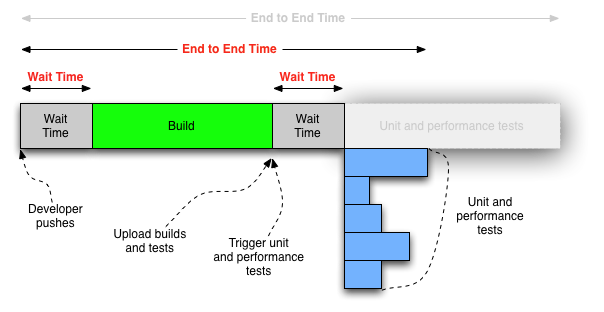 End to End Time
End to End Time
Wait Time
Wait Time
Wait
Time
Build
Wait
Time
Unit and performance tests
Developer
pushes
Upload builds
and tests
Trigger unit
and performance
tests
Unit and
performance
tests